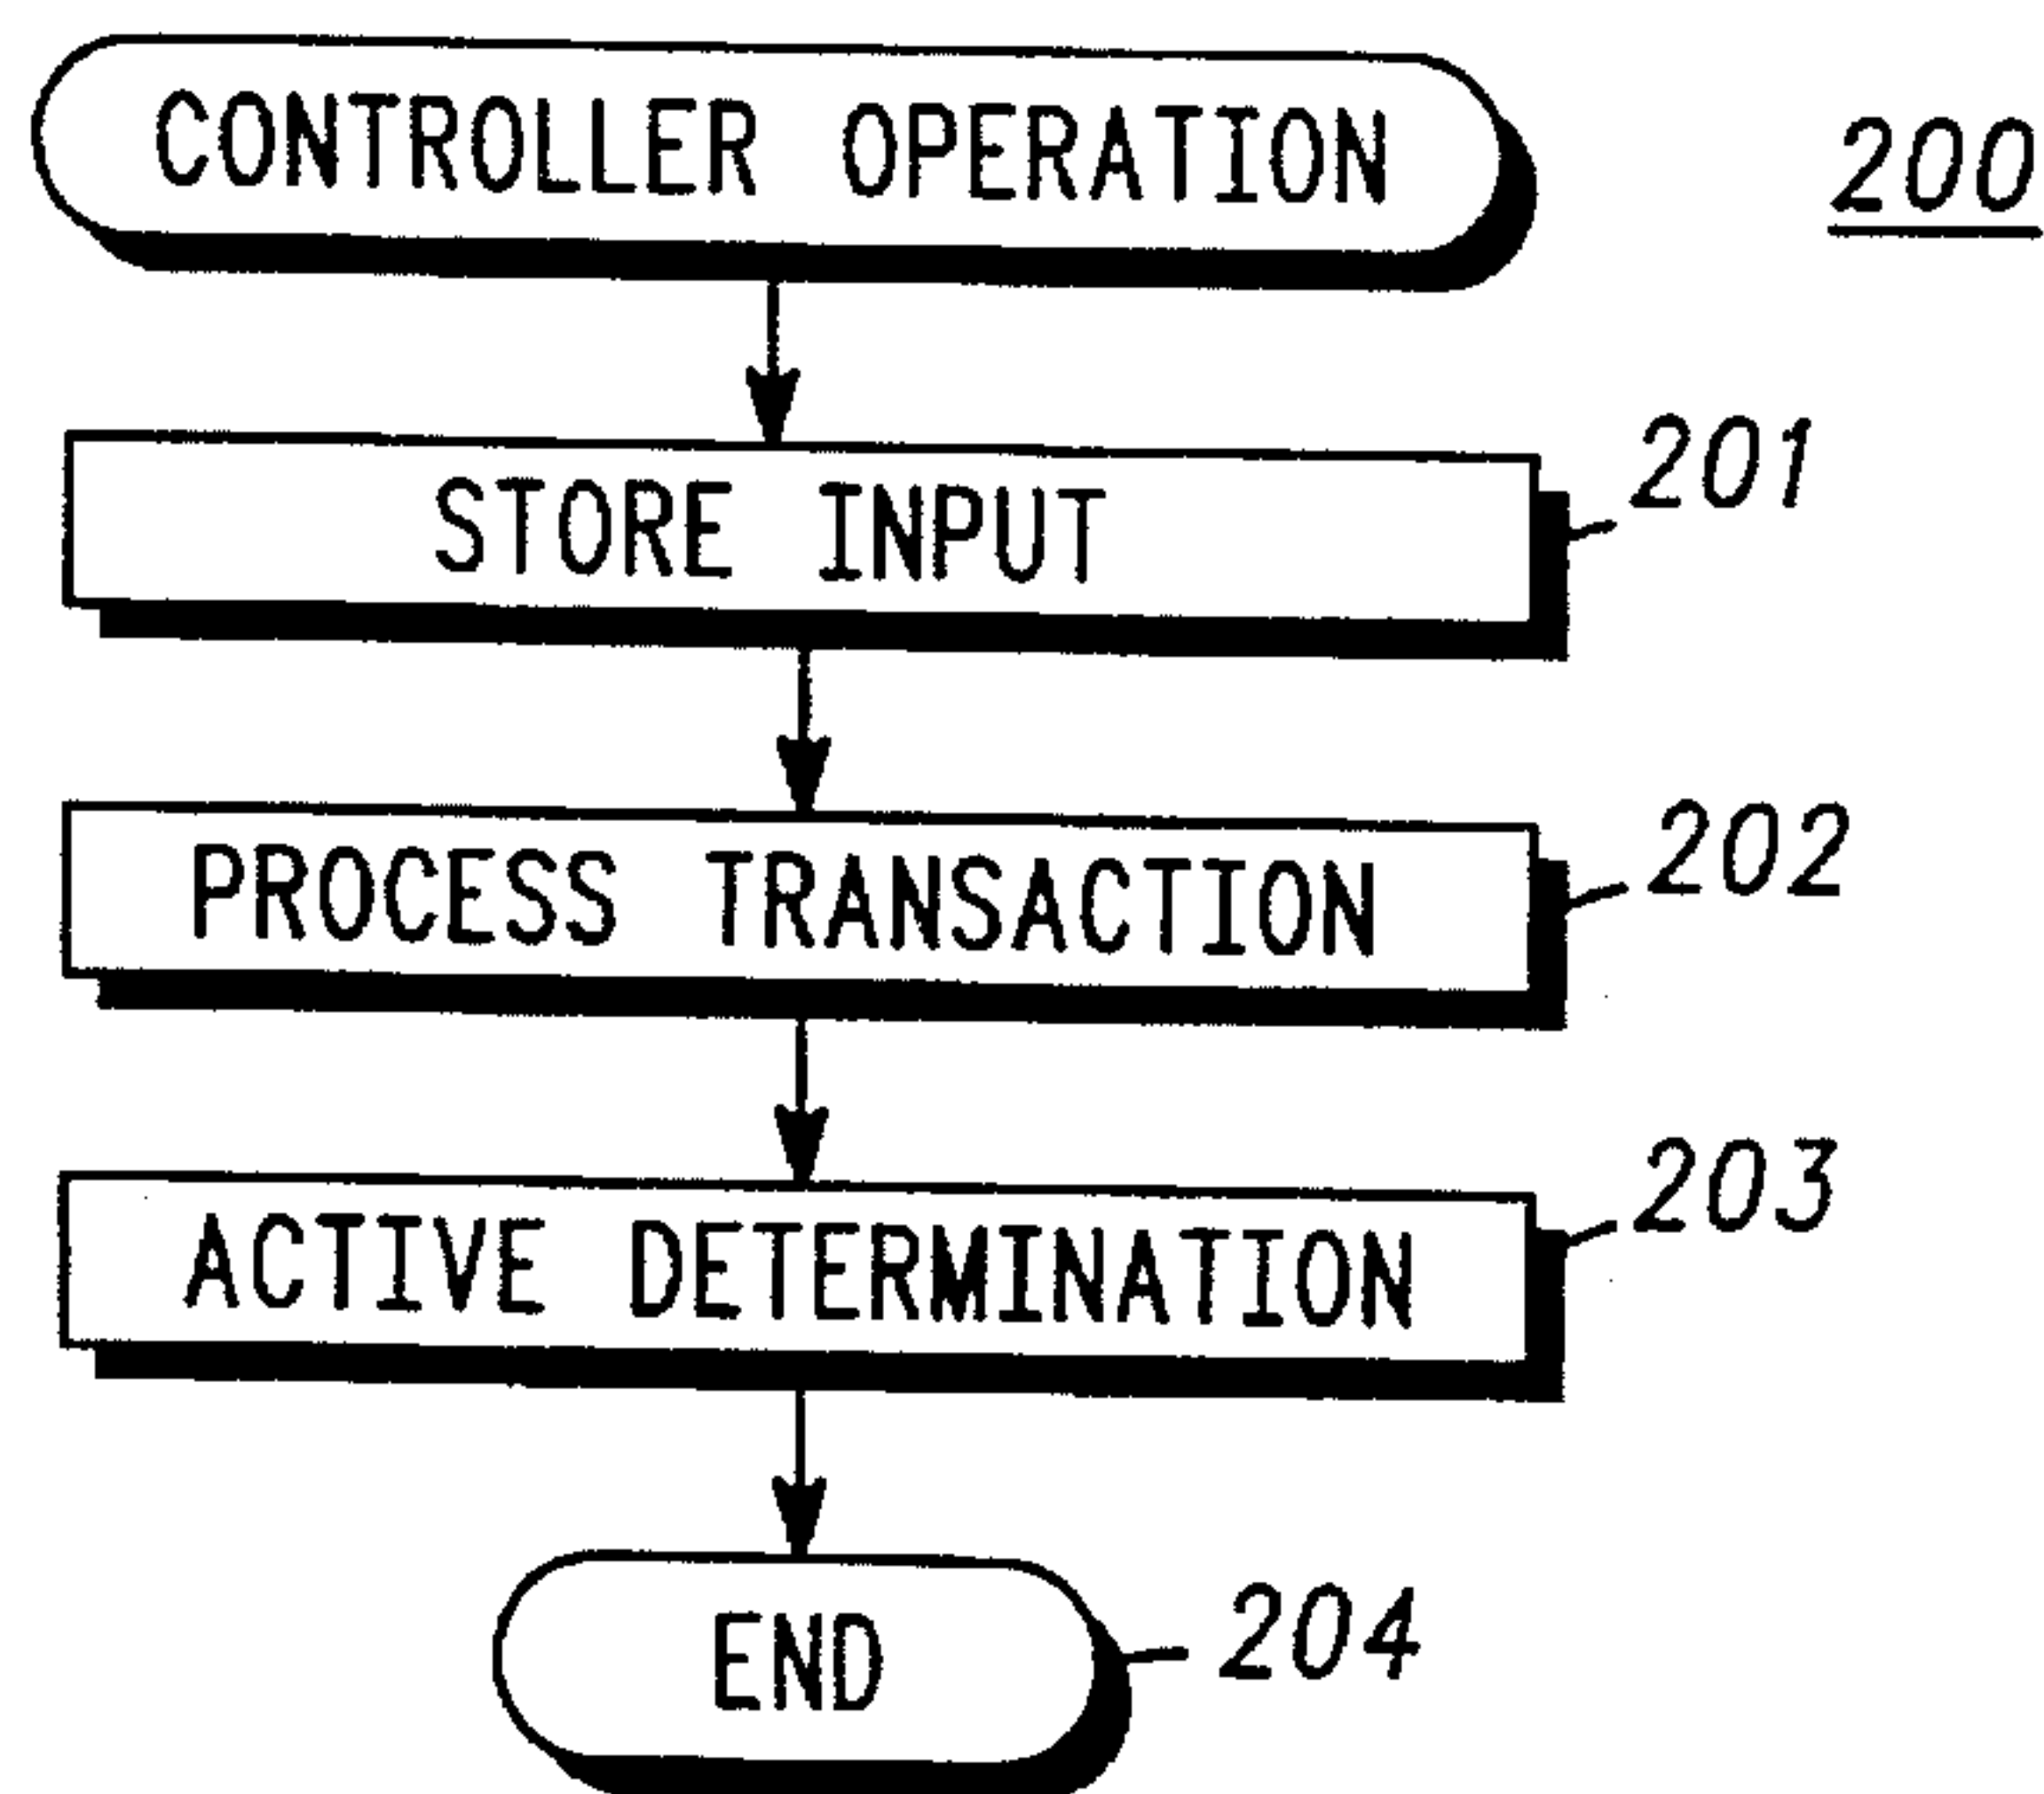 CONTROLLER OPERATION
200
STORE INPUT
201
PROCESS TRANSACTION
202
ACTIVE DETERMINATION
203
END
204